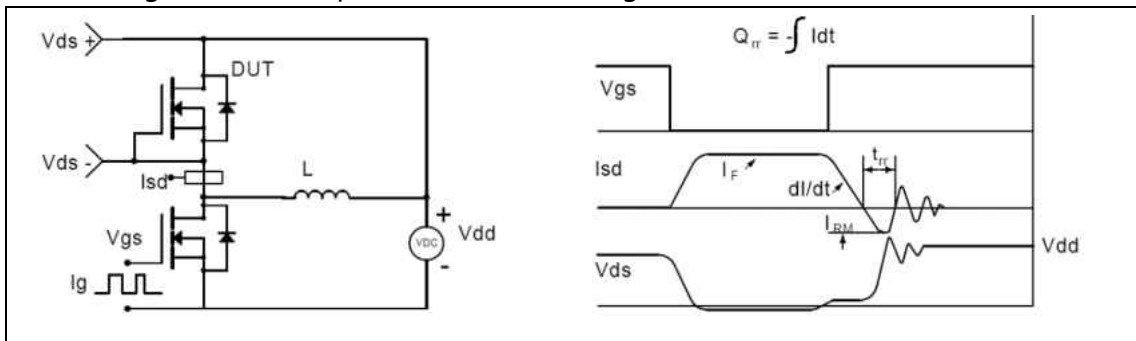 Vds +
DUT
Vds -
Isd
L
Vgs
Ig
+
VDC
-
Vdd
Qrr = -∫ Idt
Vgs
Isd
IF
dI/dt
trr
IRM
Vdd
Vds